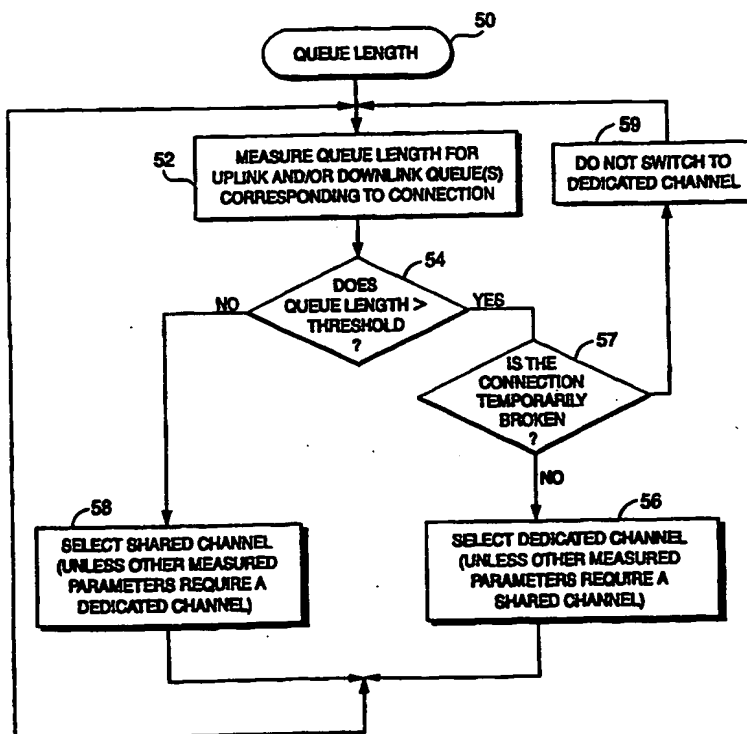 50
QUEUE LENGTH
59
52
MEASURE QUEUE LENGTH FOR
UPLINK AND/OR DOWNLINK QUEUE(S)
CORRESPONDING TO CONNECTION
DO NOT SWITCH TO
DEDICATED CHANNEL
54
DOES
QUEUE LENGTH >
THRESHOLD
?
NO
YES
57
IS THE
CONNECTION
TEMPORARILY
BROKEN
?
NO
58
SELECT SHARED CHANNEL
(UNLESS OTHER MEASURED
PARAMETERS REQUIRE A
DEDICATED CHANNEL)
56
SELECT DEDICATED CHANNEL
(UNLESS OTHER MEASURED
PARAMETERS REQUIRE A
SHARED CHANNEL)